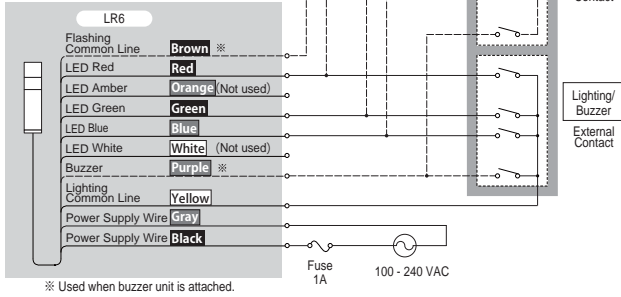 Contact
LR6
Flashing
Common Line Brown ※
LED Red Red
LED Amber Orange (Not used)
LED Green Green
LED Blue Blue
LED White White (Not used)
Buzzer Purple ※
Lighting
Common Line Yellow
Power Supply Wire Gray
Power Supply Wire Black
Lighting/
Buzzer
External
Contact
Fuse
1A
100 - 240 VAC
※ Used when buzzer unit is attached.